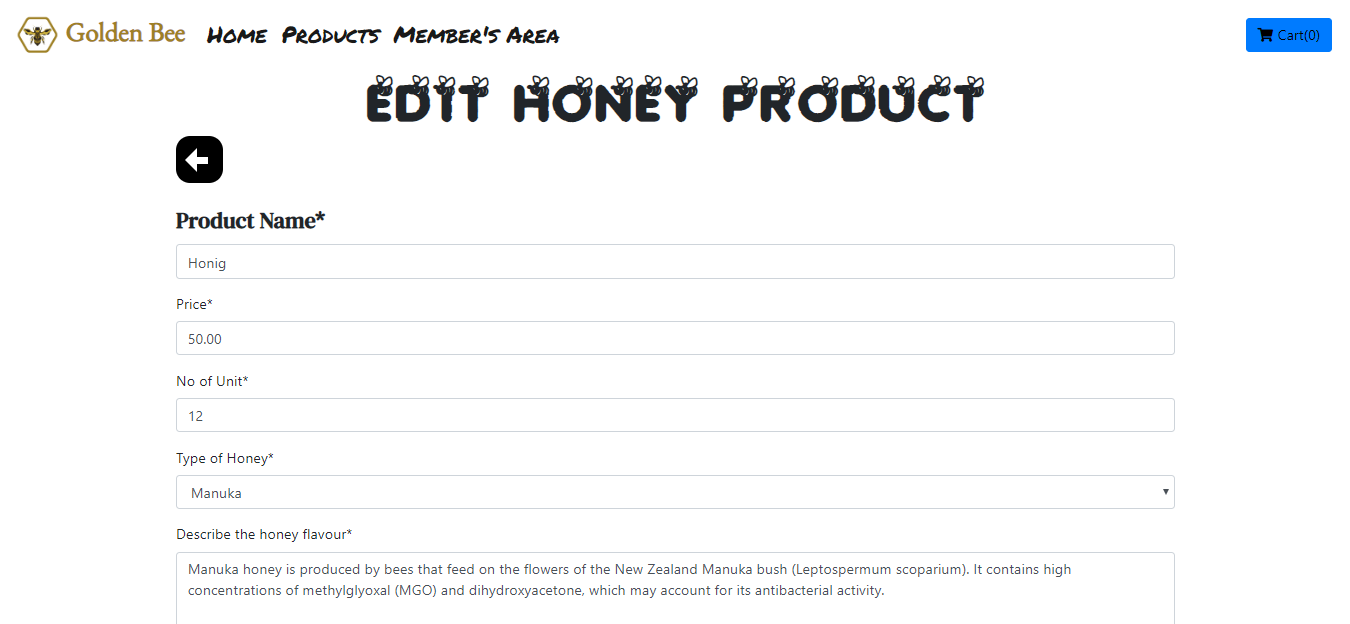 Golden Bee Home Products Member's Area Cart(0)
Edit Honey Product
Product Name*
Honig
Price*
50.00
No of Unit*
12
Type of Honey*
Manuka
Describe the honey flavour*
Manuka honey is produced by bees that feed on the flowers of the New Zealand Manuka bush (Leptospermum scoparium). It contains high
concentrations of methylglyoxal (MGO) and dihydroxyacetone, which may account for its antibacterial activity.